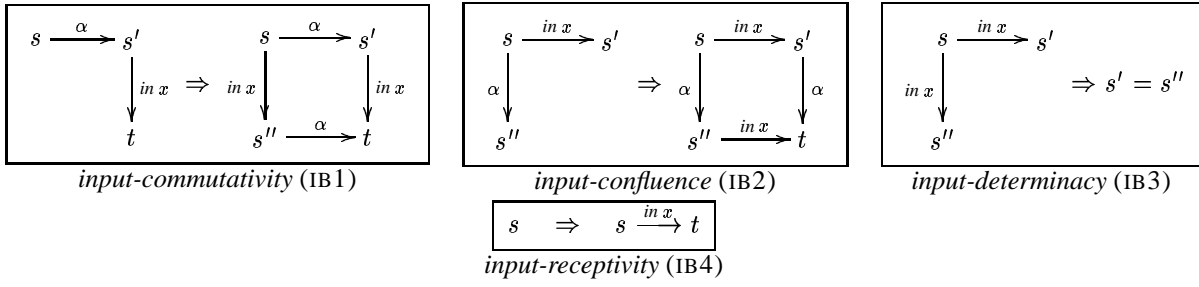 s α s′ s α s′ s in x s′ s in x s′ s in x s′
in x ⇒ in x in x α ⇒ α α in x ⇒ s′ = s″
t s″ α t s″ s″ in x t s″
input-commutativity (IB1) input-confluence (IB2) input-determinacy (IB3)
s ⇒ s in x t
input-receptivity (IB4)